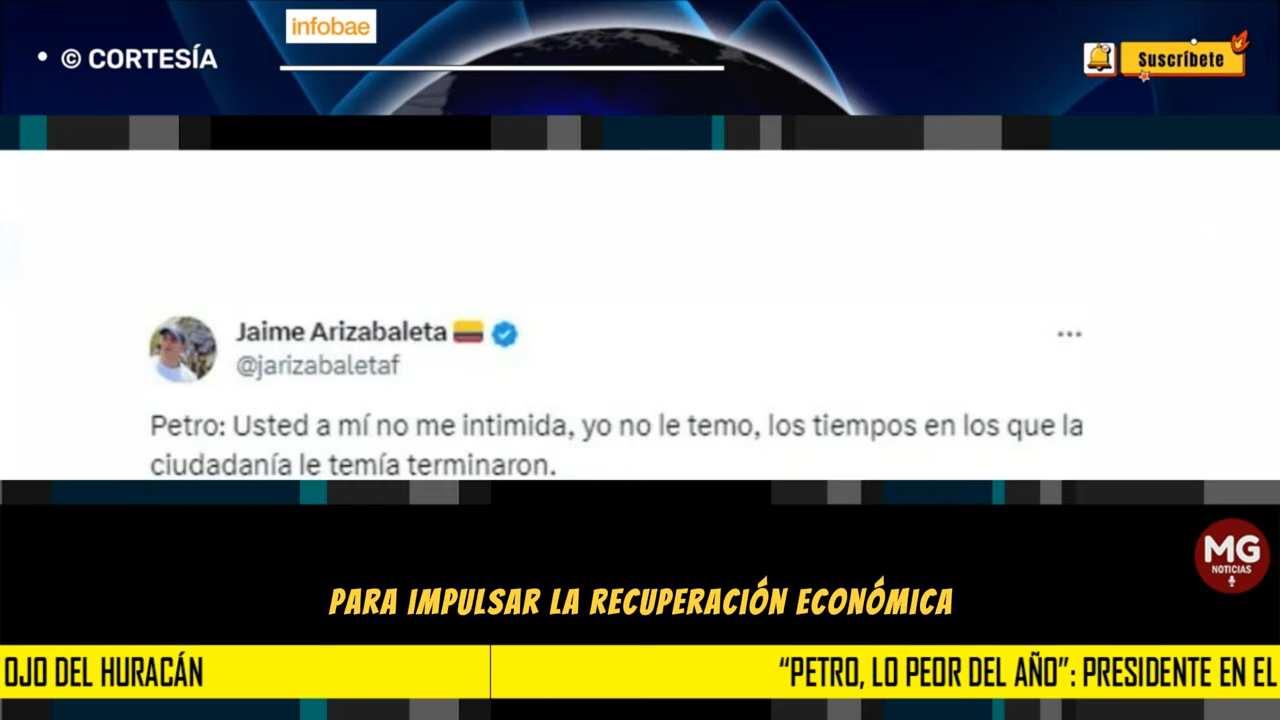 infobae
• © CORTESÍA
Suscríbete
Jaime Arizabaleta
@jarizabaletaf
Petro: Usted a mí no me intimida, yo no le temo, los tiempos en los que la
ciudadanía le temía terminaron.
MG
NOTICIAS
PARA IMPULSAR LA RECUPERACIÓN ECONÓMICA
OJO DEL HURACÁN
“PETRO, LO PEOR DEL AÑO”: PRESIDENTE EN EL